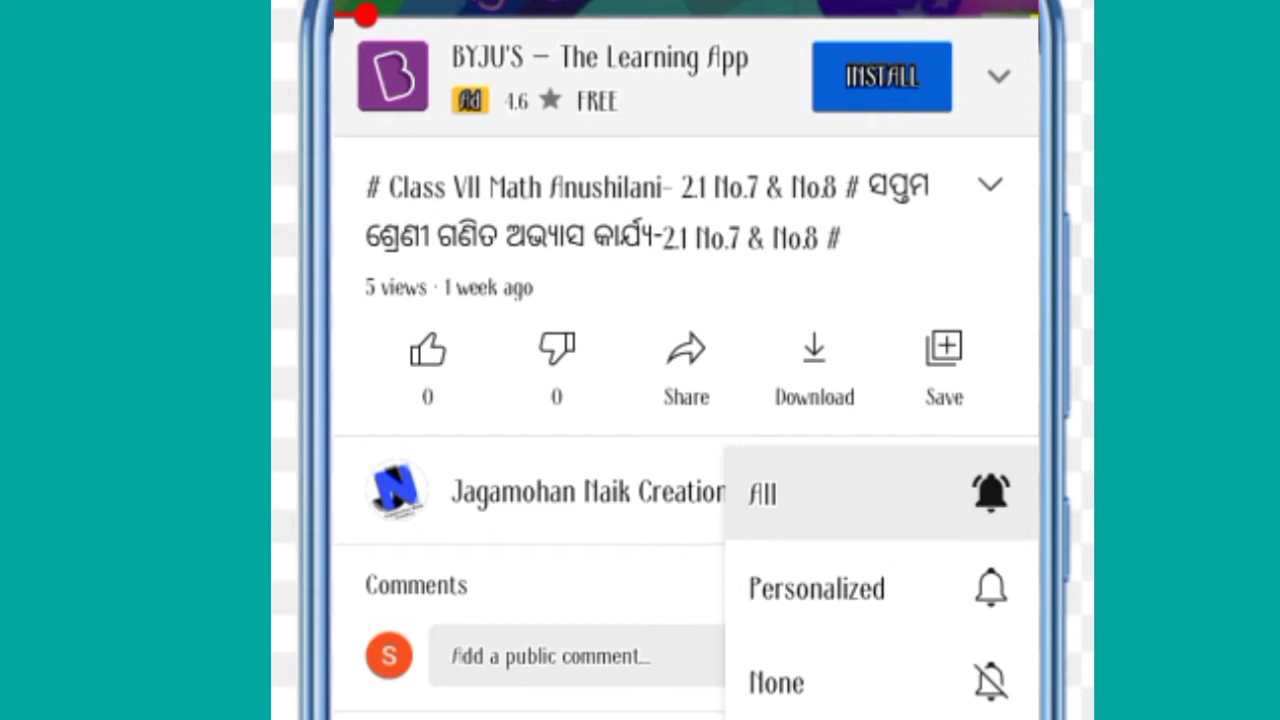 BYJU'S – The Learning App
Ad 4.6 ★ FREE
INSTALL
# Class VII Math Anushilani- 2.1 No.7 & No.8 # ସପ୍ତମ
ଶ୍ରେଣୀ ଗଣିତ ଅଭ୍ୟାସ କାର୍ଯ୍ୟ-2.1 No.7 & No.8 #
5 views · 1 week ago
0 0 Share Download Save
Jagamohan Naik Creation
All
Comments
Personalized
S Add a public comment...
None